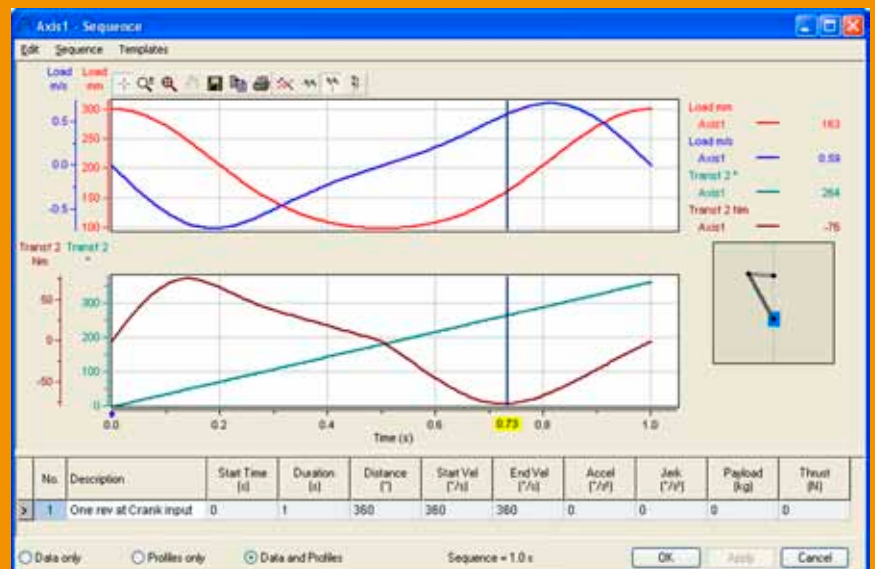 Axis1 - Sequence
Edit Sequence Templates
Load m/s
Load mm
300
250
200
150
100
0.5
0.0
-0.5
Load mm
Axis1 163
Load m/s
Axis1 0.59
Transf 2 °
Axis1 264
Transf 2 Nm
Axis1 -76
Transf 2 Nm
Transf 2 °
50
0
-50
300
200
100
0
0.0 0.2 0.4 0.6 0.73 0.8 1.0
Time (s)
No. Description Start Time (s) Duration (s) Distance (°) Start Vel (°/s) End Vel (°/s) Accel (°/s²) Jerk (°/s³) Payload (kg) Thrust (N)
1 One rev at Crank input 0 1 360 360 360 0 0 0 0
Data only Profiles only Data and Profiles Sequence = 1.0 s OK Apply Cancel